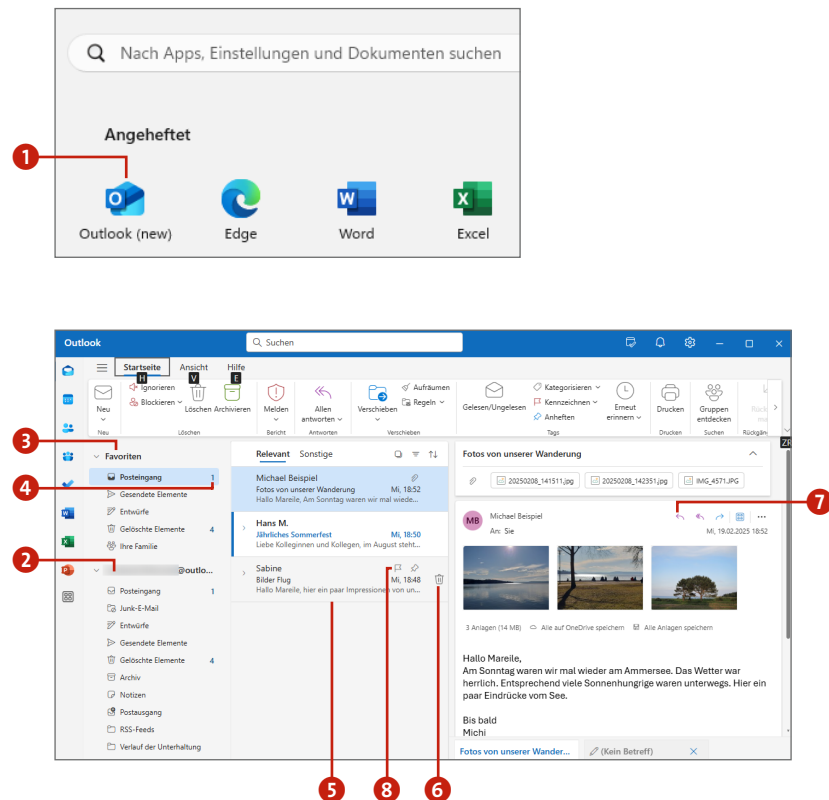 Nach Apps, Einstellungen und Dokumenten suchen
Angeheftet
1
Outlook (new) Edge Word Excel
Outlook Suchen
Startseite Ansicht Hilfe
H V E
Neu Ignorieren Blockieren Löschen Archivieren Melden Allen antworten Verschieben Aufräumen Regeln Gelesen/Ungelesen Kategorisieren Kennzeichnen Anheften Erneut erinnern Drucken Gruppen entdecken
Neu Löschen Bericht Antworten Verschieben Tags Drucken Suchen Rückgäng
3 Favoriten
4 Posteingang 1
Gesendete Elemente
Entwürfe
Gelöschte Elemente 4
Ihre Familie
2 @outlo...
Posteingang 1
Junk-E-Mail
Entwürfe
Gesendete Elemente
Gelöschte Elemente 4
Archiv
Notizen
Postausgang
RSS-Feeds
Verlauf der Unterhaltung
Relevant Sonstige
Michael Beispiel
Fotos von unserer Wanderung Mi, 18:52
Hallo Mareile, Am Sonntag waren wir mal wiede...
Hans M.
Jährliches Sommerfest Mi, 18:50
Liebe Kolleginnen und Kollegen, im August steht...
Sabine
Bilder Flug Mi, 18:48
Hallo Mareile, hier ein paar Impressionen von un...
Fotos von unserer Wanderung
20250208_141511.jpg 20250208_142351.jpg IMG_4571.JPG
7
MB Michael Beispiel
An: Sie Mi, 19.02.2025 18:52
3 Anlagen (14 MB) Alle auf OneDrive speichern Alle Anlagen speichern
Hallo Mareile,
Am Sonntag waren wir mal wieder am Ammersee. Das Wetter war
herrlich. Entsprechend viele Sonnenhungrige waren unterwegs. Hier ein
paar Eindrücke vom See.
Bis bald
Michi
Fotos von unserer Wander... (Kein Betreff)
5 8 6